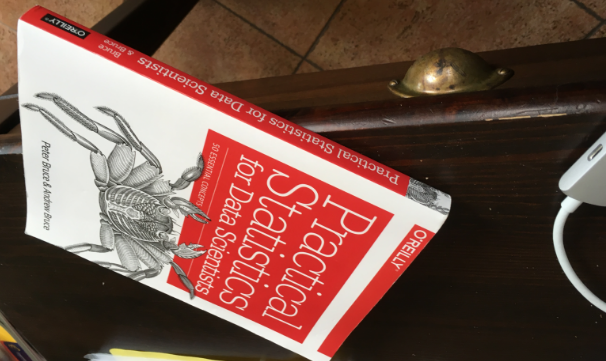 O'REILLY®
Bruce
& Bruce
Practical Statistics for Data Scientists
O'REILLY
Practical
Statistics
for Data Scientists
50 ESSENTIAL CONCEPTS
Peter Bruce & Andrew Bruce